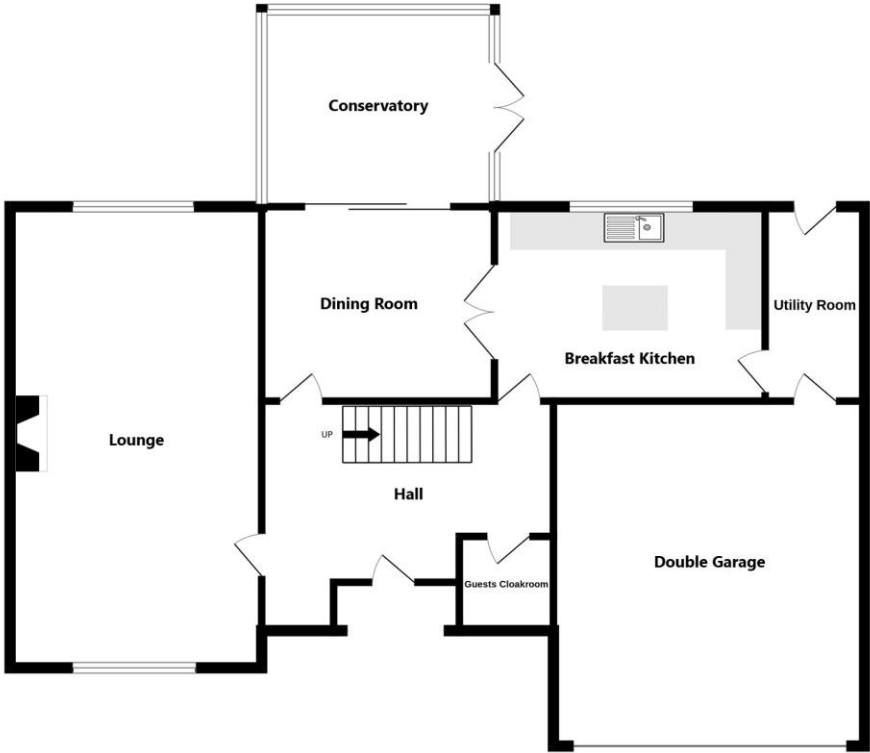 Conservatory
Dining Room
Utility Room
Breakfast Kitchen
UP
Lounge
Hall
Double Garage
Guests Cloakroom